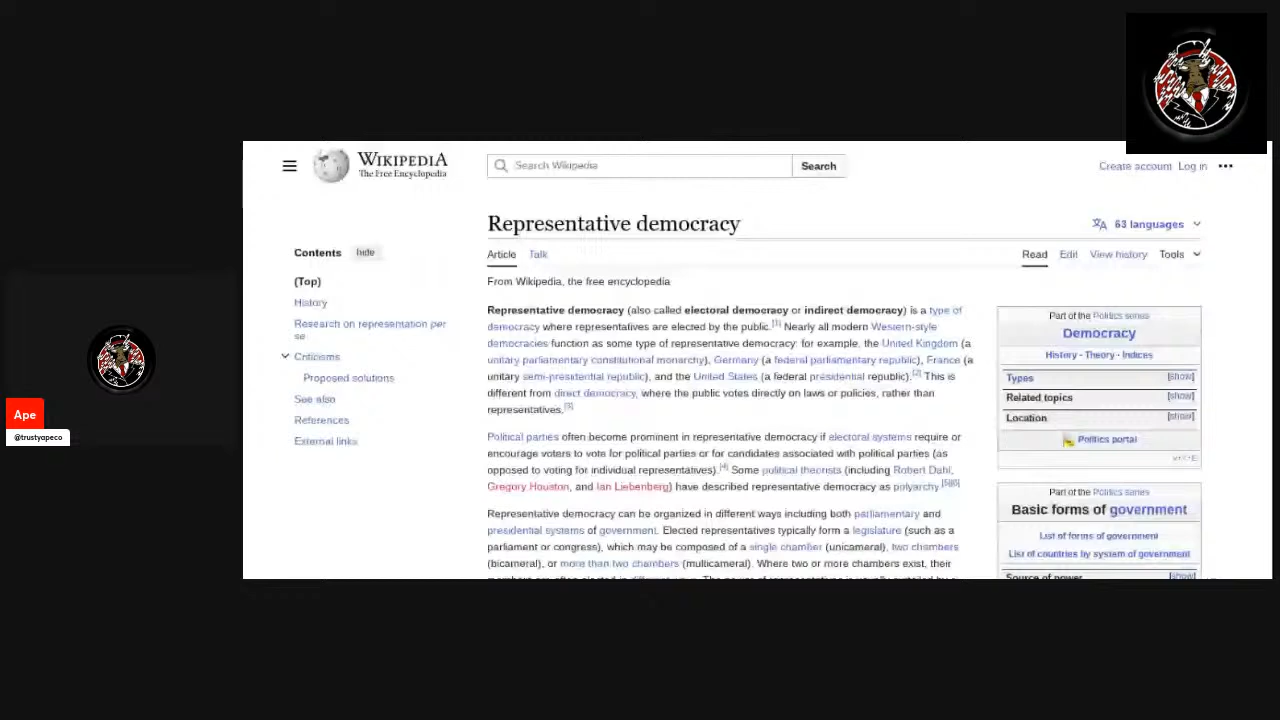 WIKIPEDIA
The Free Encyclopedia
Search Wikipedia
Search
Create account Log in
Representative democracy
63 languages
Contents hide
Article Talk
Read Edit View history Tools
(Top)
From Wikipedia, the free encyclopedia
History
Research on representation per
se
Criticisms
Proposed solutions
See also
References
External links
Representative democracy (also called electoral democracy or indirect democracy) is a type of
democracy where representatives are elected by the public.[1] Nearly all modern Western-style
democracies function as some type of representative democracy: for example, the United Kingdom (a
unitary parliamentary constitutional monarchy), Germany (a federal parliamentary republic), France (a
unitary semi-presidential republic), and the United States (a federal presidential republic).[2] This is
different from direct democracy, where the public votes directly on laws or policies, rather than
representatives.[3]
Political parties often become prominent in representative democracy if electoral systems require or
encourage voters to vote for political parties or for candidates associated with political parties (as
opposed to voting for individual representatives).[4] Some political theorists (including Robert Dahl,
Gregory Houston, and Ian Liebenberg) have described representative democracy as polyarchy.[5][6]
Representative democracy can be organized in different ways including both parliamentary and
presidential systems of government. Elected representatives typically form a legislature (such as a
parliament or congress), which may be composed of a single chamber (unicameral), two chambers
(bicameral), or more than two chambers (multicameral). Where two or more chambers exist, their
Part of the Politics series
Democracy
History · Theory · Indices
Types [show]
Related topics [show]
Location [show]
Politics portal
V·T·E
Part of the Politics series
Basic forms of government
List of forms of government
List of countries by system of government
Source of power [show]
Ape
@trustyapeco